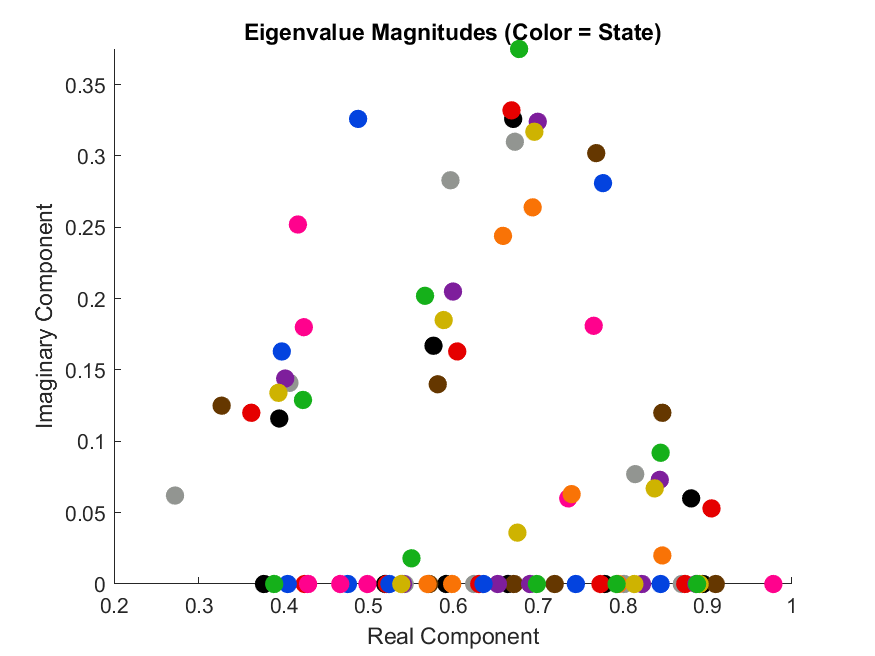 Eigenvalue Magnitudes (Color = State)
0.35
0.3
0.25
0.2
0.15
0.1
0.05
0
0.2 0.3 0.4 0.5 0.6 0.7 0.8 0.9 1
Imaginary Component
Real Component